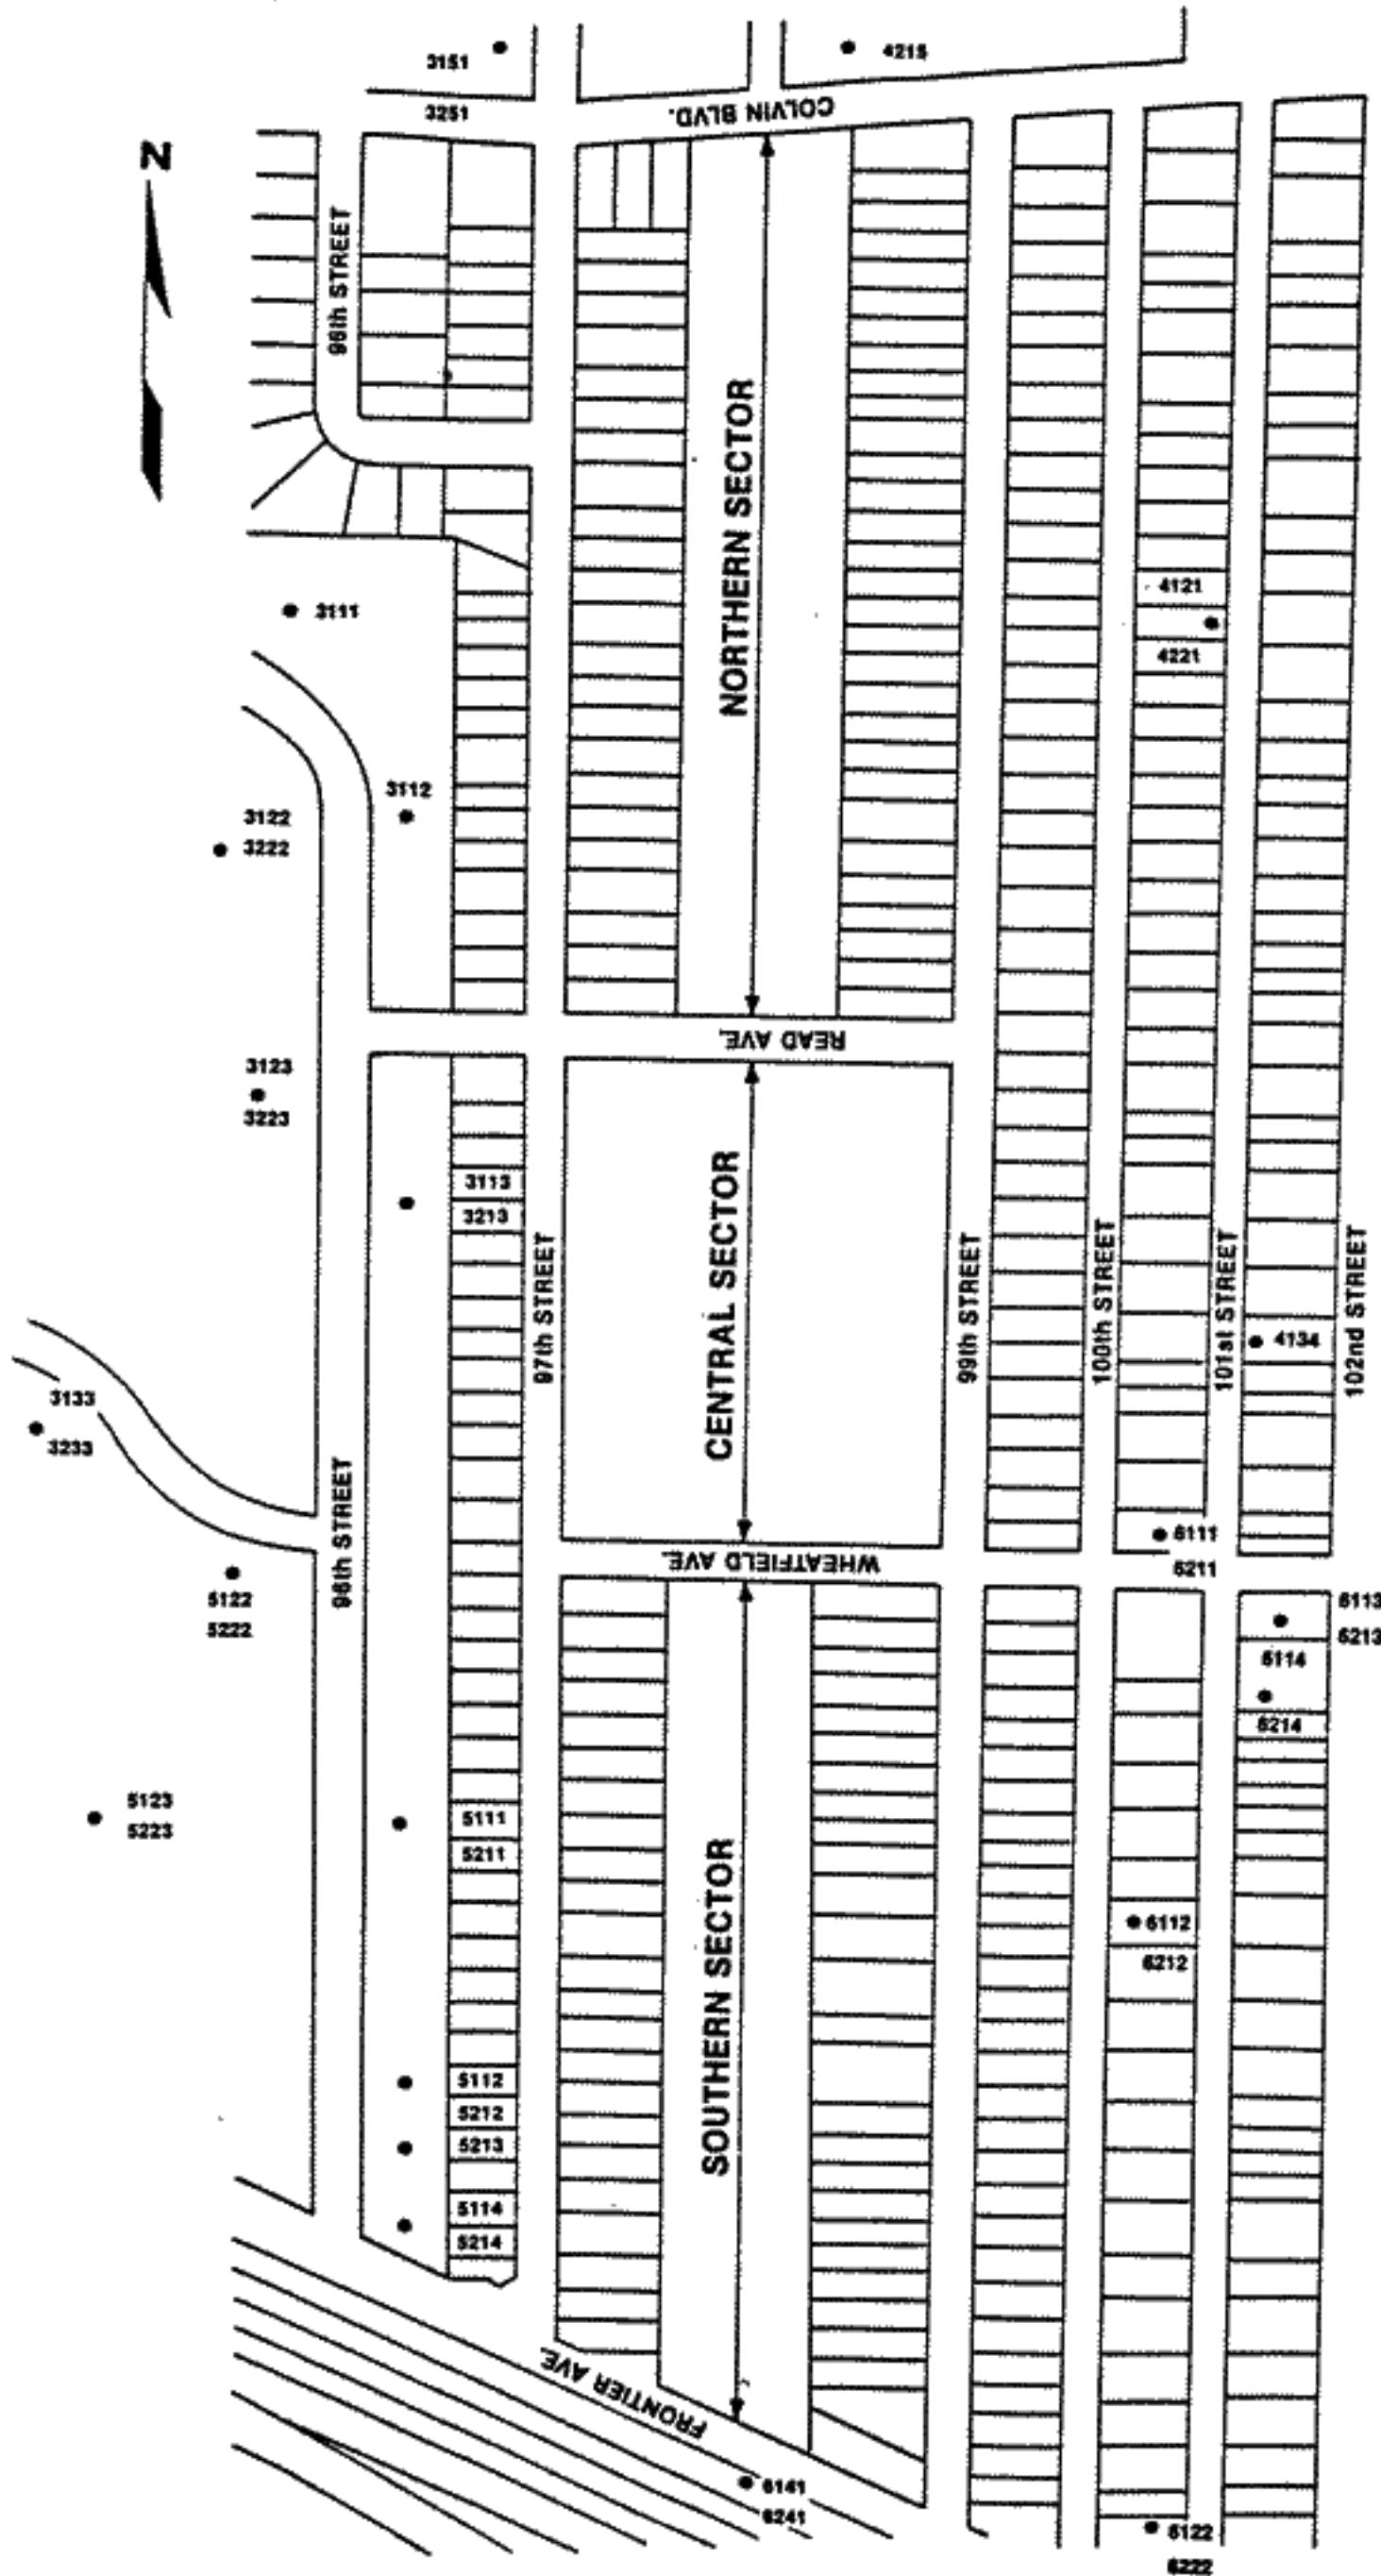 3151
4215
3251
COLVIN BLVD.
N
96th STREET
NORTHERN SECTOR
4121
3111
4221
3112
3122
3222
READ AVE.
3123
3223
3113
3213
97th STREET
CENTRAL SECTOR
99th STREET
100th STREET
101st STREET
102nd STREET
4134
3133
3233
96th STREET
6111
WHEATFIELD AVE.
6211
5122
5222
6113
6213
6114
6214
5123
5223
5111
5211
SOUTHERN SECTOR
6112
6212
5112
5212
5213
5114
5214
FRONTIER AVE.
6141
6241
6122
6222